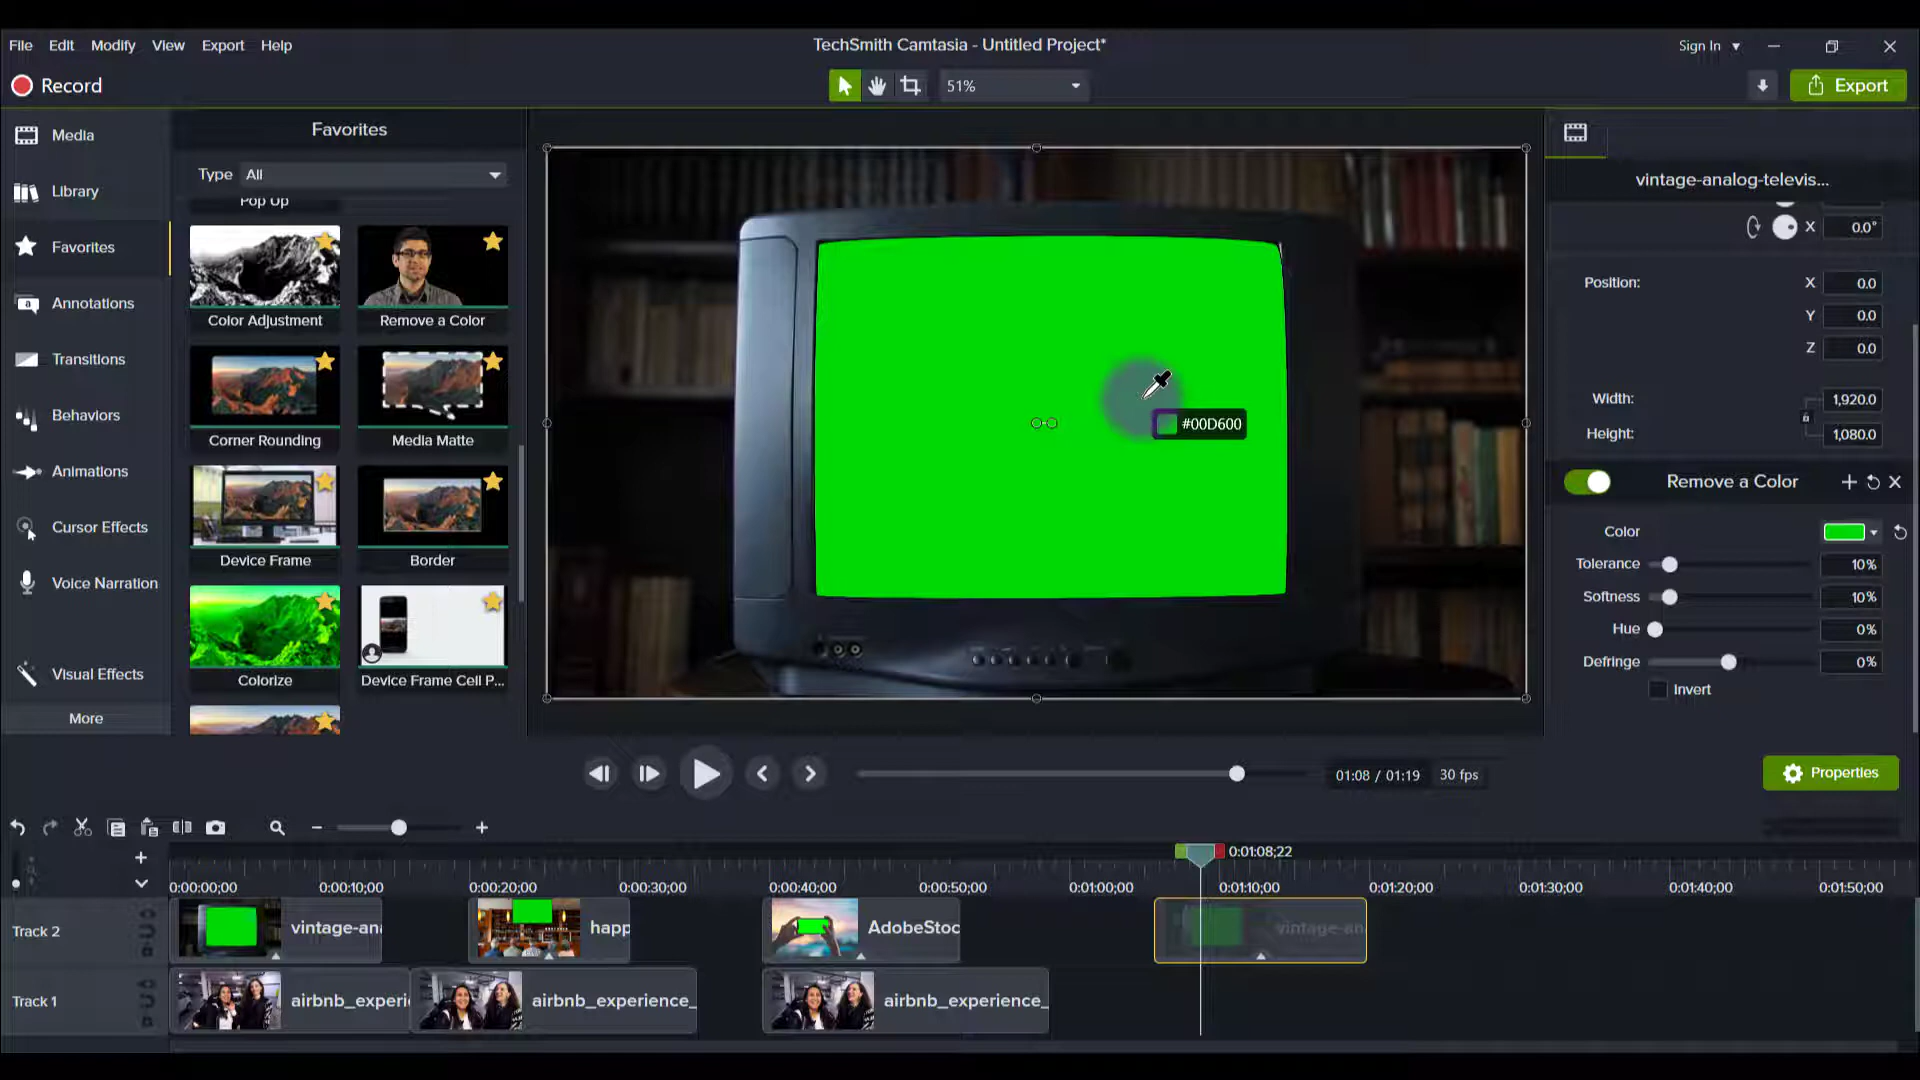 File Edit Modify View Export Help
TechSmith Camtasia - Untitled Project*
Sign In
Record
51%
Export
Media
Library
Favorites
Annotations
Transitions
Behaviors
Animations
Cursor Effects
Voice Narration
Visual Effects
More
Favorites
Type All
Pop Up
Color Adjustment Remove a Color
Corner Rounding Media Matte
Device Frame Border
Colorize Device Frame Cell P...
#00D600
vintage-analog-televis...
X 0.0°
Position: X 0.0
Y 0.0
Z 0.0
Width: 1,920.0
Height: 1,080.0
Remove a Color
Color
Tolerance 10%
Softness 10%
Hue 0%
Defringe 0%
Invert
01:08 / 01:19 30 fps
Properties
0:01:08;22
0:00:00;00 0:00:10;00 0:00:20;00 0:00:30;00 0:00:40;00 0:00:50;00 0:01:00;00 0:01:10;00 0:01:20;00 0:01:30;00 0:01:40;00 0:01:50;00
Track 2 vintage-an happ AdobeStoc vintage-an
Track 1 airbnb_experi airbnb_experience_ airbnb_experience_